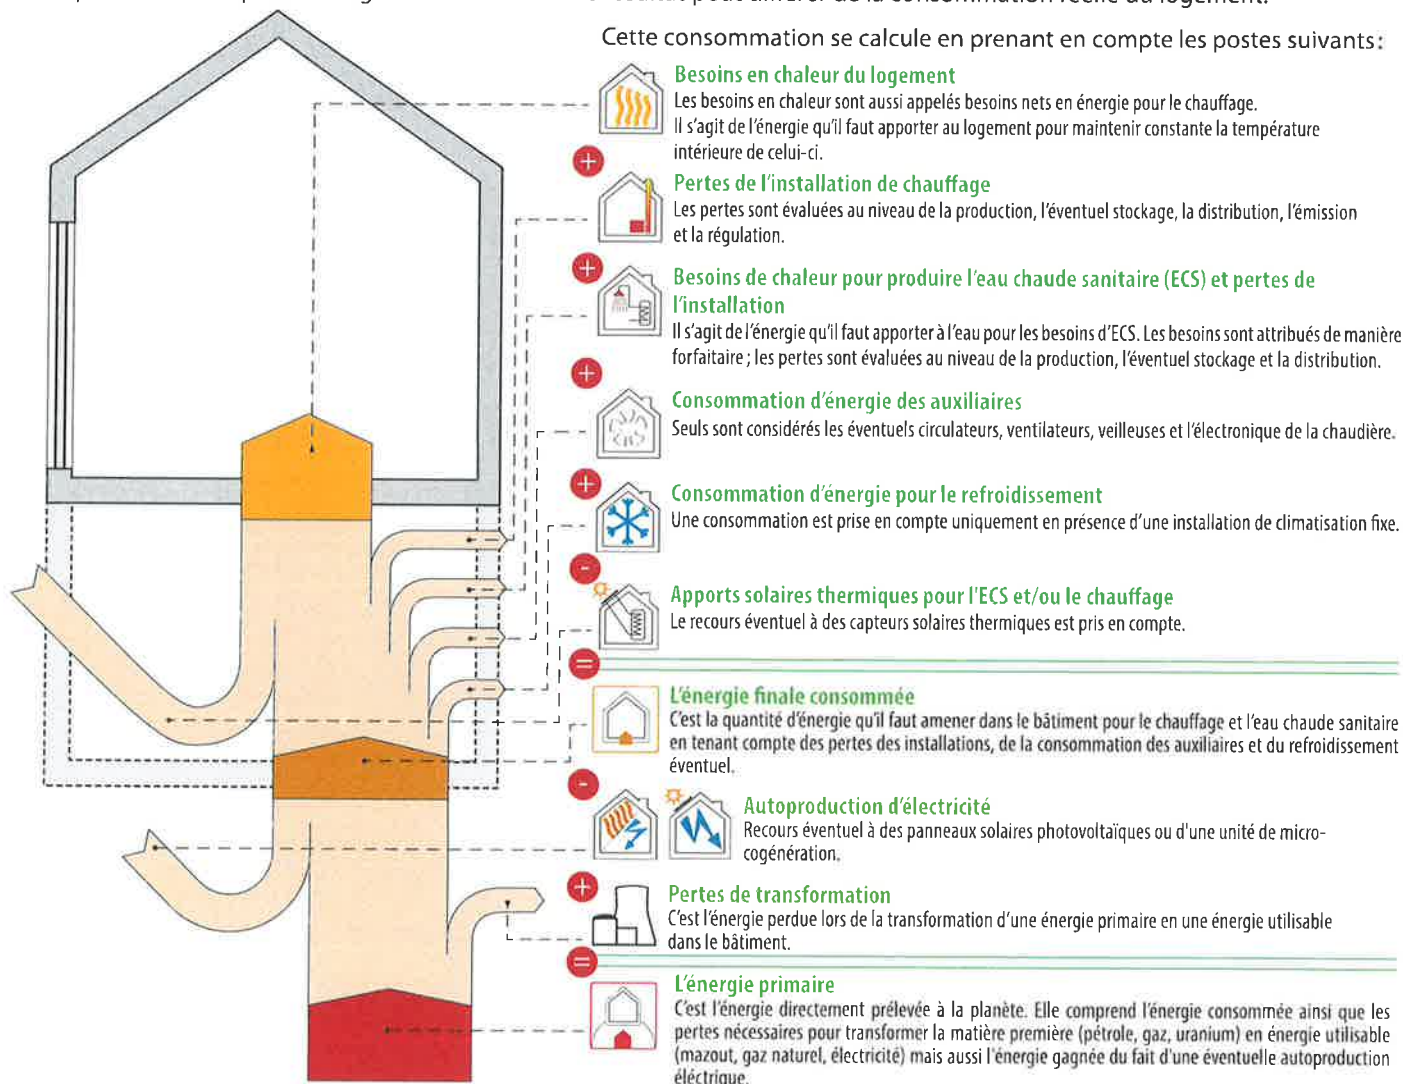 résultat peut différer de la consommation réelle du logement.
Cette consommation se calcule en prenant en compte les postes suivants :
Besoins en chaleur du logement
Les besoins en chaleur sont aussi appelés besoins nets en énergie pour le chauffage.
Il s'agit de l'énergie qu'il faut apporter au logement pour maintenir constante la température
intérieure de celui-ci.
+
Pertes de l'installation de chauffage
Les pertes sont évaluées au niveau de la production, l'éventuel stockage, la distribution, l'émission
et la régulation.
+
Besoins de chaleur pour produire l'eau chaude sanitaire (ECS) et pertes de
l'installation
Il s'agit de l'énergie qu'il faut apporter à l'eau pour les besoins d'ECS. Les besoins sont attribués de manière
forfaitaire ; les pertes sont évaluées au niveau de la production, l'éventuel stockage et la distribution.
+
Consommation d'énergie des auxiliaires
Seuls sont considérés les éventuels circulateurs, ventilateurs, veilleuses et l'électronique de la chaudière.
+
Consommation d'énergie pour le refroidissement
Une consommation est prise en compte uniquement en présence d'une installation de climatisation fixe.
-
Apports solaires thermiques pour l'ECS et/ou le chauffage
Le recours éventuel à des capteurs solaires thermiques est pris en compte.
=
L'énergie finale consommée
C'est la quantité d'énergie qu'il faut amener dans le bâtiment pour le chauffage et l'eau chaude sanitaire
en tenant compte des pertes des installations, de la consommation des auxiliaires et du refroidissement
éventuel.
-
Autoproduction d'électricité
Recours éventuel à des panneaux solaires photovoltaïques ou d'une unité de micro-
cogénération.
+
Pertes de transformation
C'est l'énergie perdue lors de la transformation d'une énergie primaire en une énergie utilisable
dans le bâtiment.
=
L'énergie primaire
C'est l'énergie directement prélevée à la planète. Elle comprend l'énergie consommée ainsi que les
pertes nécessaires pour transformer la matière première (pétrole, gaz, uranium) en énergie utilisable
(mazout, gaz naturel, électricité) mais aussi l'énergie gagnée du fait d'une éventuelle autoproduction
éléctrique.